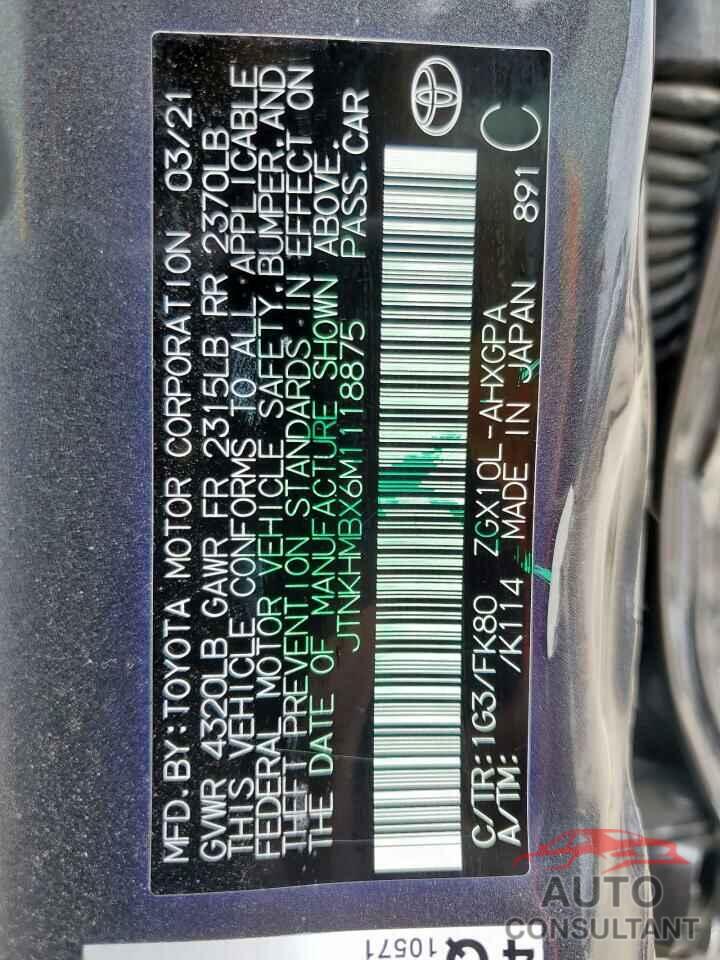 MFD.BY:TOYOTA MOTOR CORPORATION 03/21
GVWR 4320LB GAWR FR 2315LB RR 2370LB
THIS VEHICLE CONFORMS TO ALL APPLICABLE
FEDERAL MOTOR VEHICLE SAFETY,BUMPER,AND
THEFT PREVENTION STANDARDS IN EFFECT ON
THE DATE OF MANUFACTURE SHOWN ABOVE.
JTNKHMBX6M1118875 PASS.CAR
C/TR:1G3/FK80 ZGX10L-AHXGPA
A/TM: /K114 MADE IN JAPAN 891
C
4Q
10571
AUTO
CONSULTANT